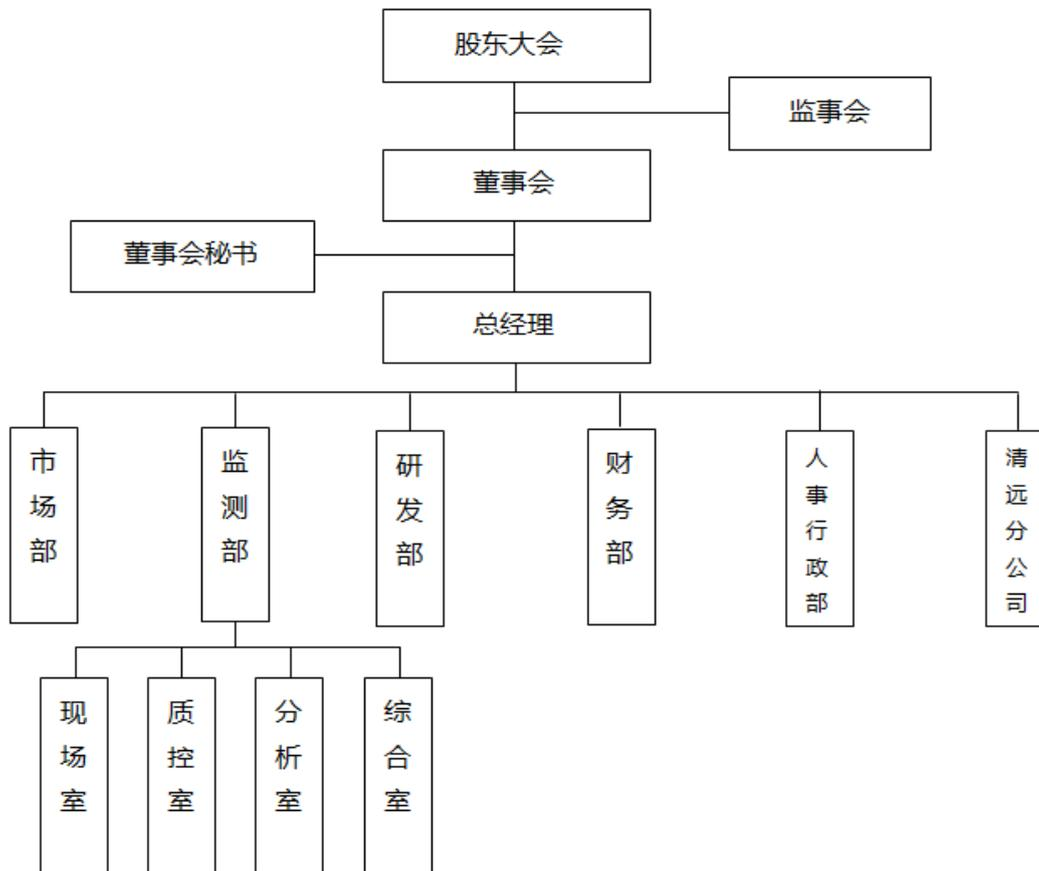 股东大会
监事会
董事会
董事会秘书
总经理
市场部
监测部
研发部
财务部
人事行政部
清远分公司
现场室
质控室
分析室
综合室